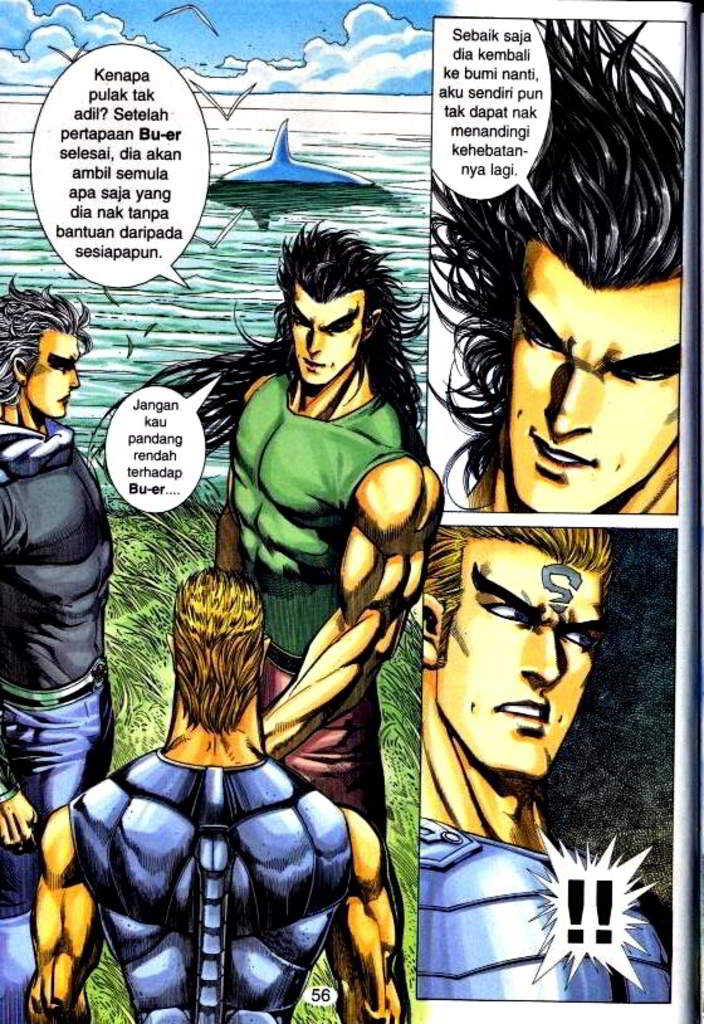 Kenapa
pulak tak
adil? Setelah
pertapaan Bu-er
selesai, dia akan
ambil semula
apa saja yang
dia nak tanpa
bantuan daripada
sesiapapun.
Jangan
kau
pandang
rendah
terhadap
Bu-er....
Sebaik saja
dia kembali
ke bumi nanti,
aku sendiri pun
tak dapat nak
menandingi
kehebatan-
nya lagi.
S
!!
56